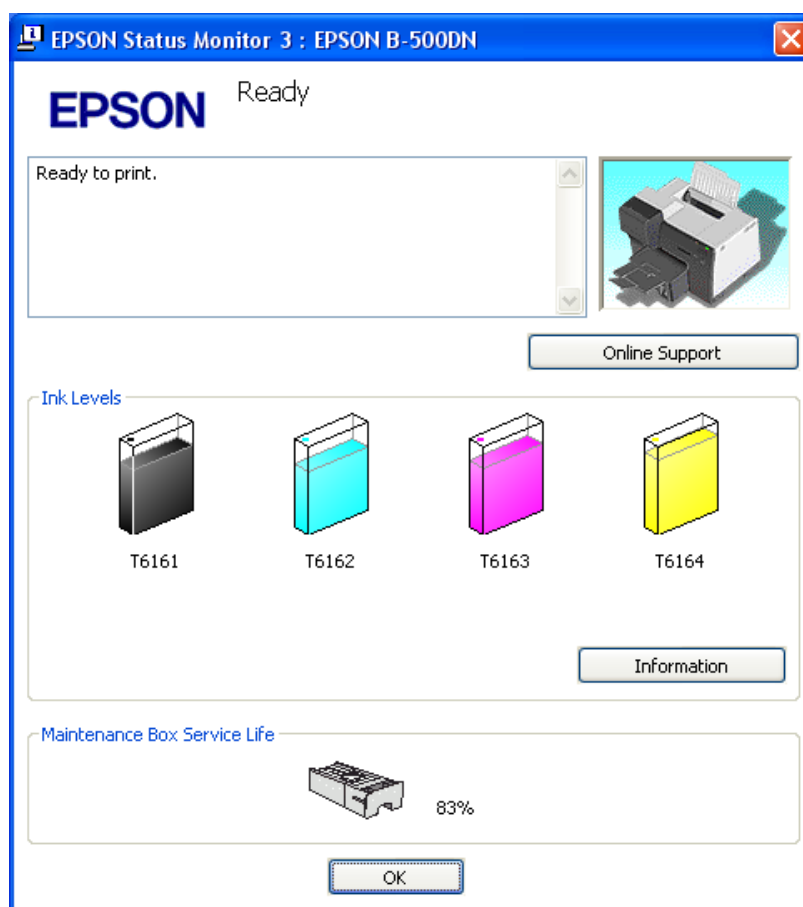 EPSON Status Monitor 3 : EPSON B-500DN
EPSON
Ready
Ready to print.
Online Support
Ink Levels
T6161
T6162
T6163
T6164
Information
Maintenance Box Service Life
83%
OK